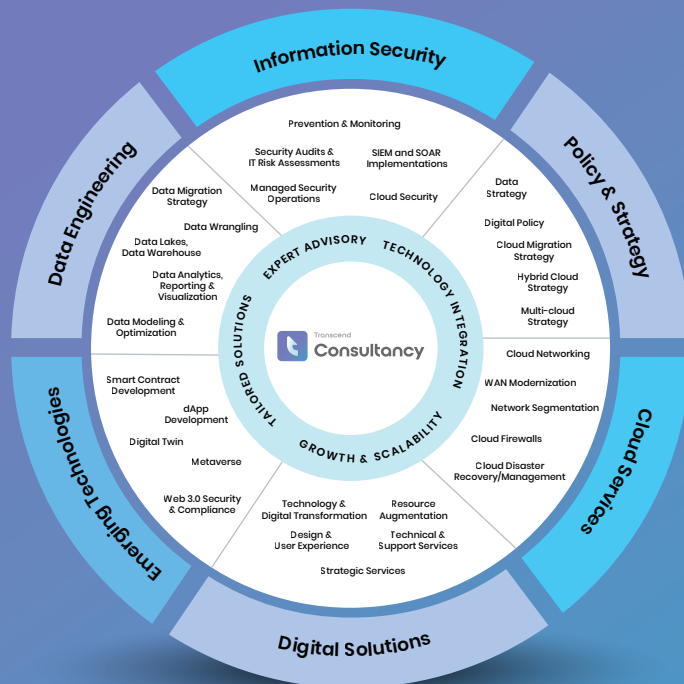 Information Security
Prevention & Monitoring
Security Audits &
IT Risk Assessments
SIEM and SOAR
Implementations
Managed Security
Operations
Cloud Security
Policy & Strategy
Data
Strategy
Digital Policy
Cloud Migration
Strategy
Hybrid Cloud
Strategy
Multi-cloud
Strategy
Cloud Services
Cloud Networking
WAN Modernization
Network Segmentation
Cloud Firewalls
Cloud Disaster
Recovery/Management
Digital Solutions
Technology &
Digital Transformation
Resource
Augmentation
Design &
User Experience
Technical &
Support Services
Strategic Services
Emerging Technologies
Smart Contract
Development
dApp
Development
Digital Twin
Metaverse
Web 3.0 Security
& Compliance
Data Engineering
Data Migration
Strategy
Data Wrangling
Data Lakes,
Data Warehouse
Data Analytics,
Reporting &
Visualization
Data Modeling &
Optimization
EXPERT ADVISORY
TECHNOLOGY INTEGRATION
GROWTH & SCALABILITY
TAILORED SOLUTIONS
Transcend
Consultancy